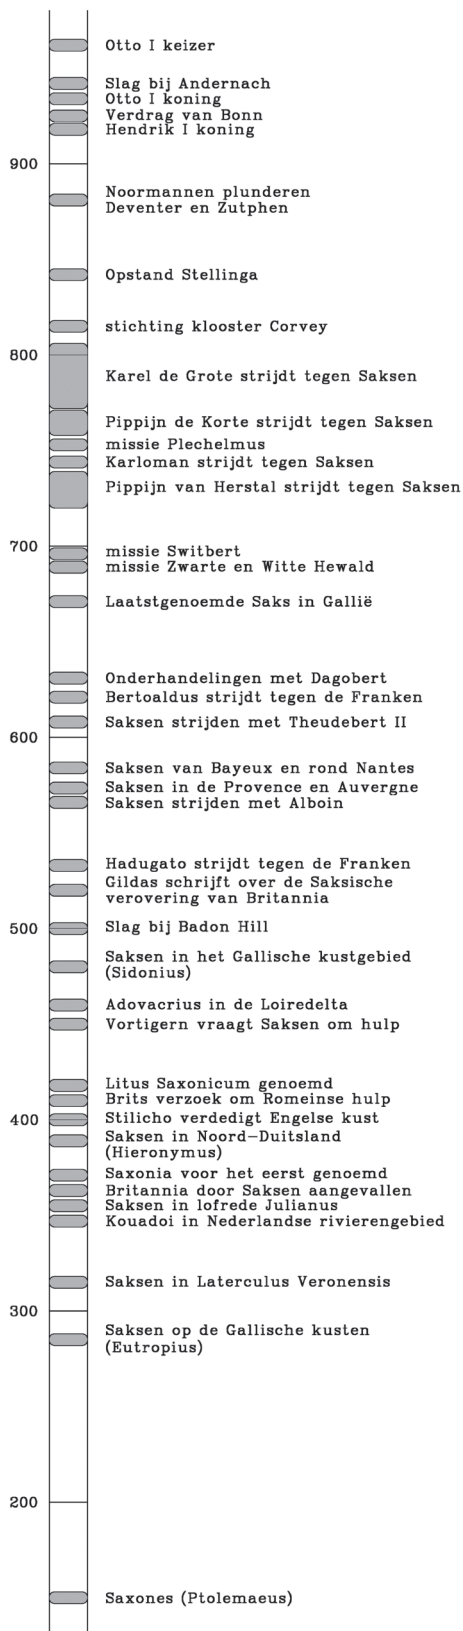 Otto I keizer
Slag bij Andernach
Otto I koning
Verdrag van Bonn
Hendrik I koning
900
Noormannen plunderen
Deventer en Zutphen
Opstand Stellinga
stichting klooster Corvey
800
Karel de Grote strijdt tegen Saksen
Pippijn de Korte strijdt tegen Saksen
missie Plechelmus
Karloman strijdt tegen Saksen
Pippijn van Herstal strijdt tegen Saksen
700
missie Switbert
missie Zwarte en Witte Hewald
Laatstgenoemde Saks in Gallië
Onderhandelingen met Dagobert
Bertoaldus strijdt tegen de Franken
Saksen strijden met Theudebert II
600
Saksen van Bayeux en rond Nantes
Saksen in de Provence en Auvergne
Saksen strijden met Alboin
Hadugato strijdt tegen de Franken
Gildas schrijft over de Saksische
verovering van Britannia
500
Slag bij Badon Hill
Saksen in het Gallische kustgebied
(Sidonius)
Adovacrius in de Loiredelta
Vortigern vraagt Saksen om hulp
Litus Saxonicum genoemd
Brits verzoek om Romeinse hulp
400
Stilicho verdedigt Engelse kust
Saksen in Noord-Duitsland
(Hieronymus)
Saxonia voor het eerst genoemd
Britannia door Saksen aangevallen
Saksen in lofrede Julianus
Kouadoi in Nederlandse rivierengebied
Saksen in Laterculus Veronensis
300
Saksen op de Gallische kusten
(Eutropius)
200
Saxones (Ptolemaeus)